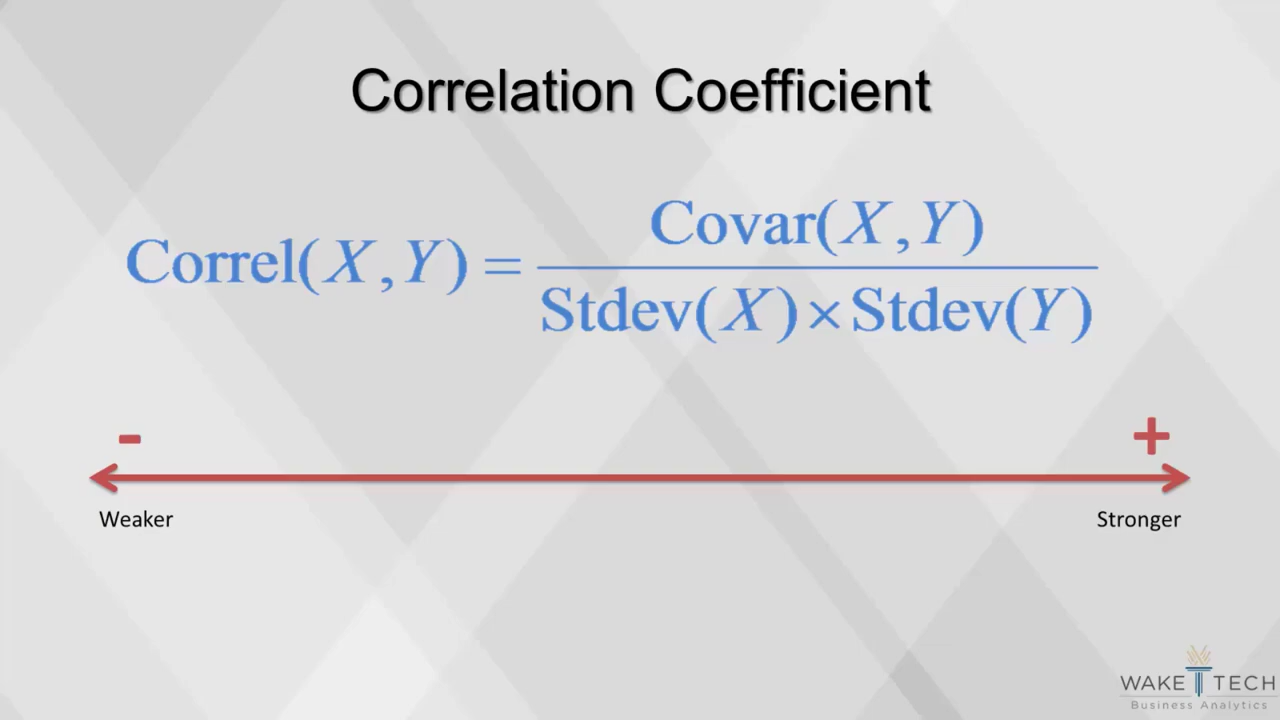 Correlation Coefficient
Correl(X,Y) = Covar(X,Y) / Stdev(X)×Stdev(Y)
- +
Weaker Stronger
WAKE TECH
Business Analytics